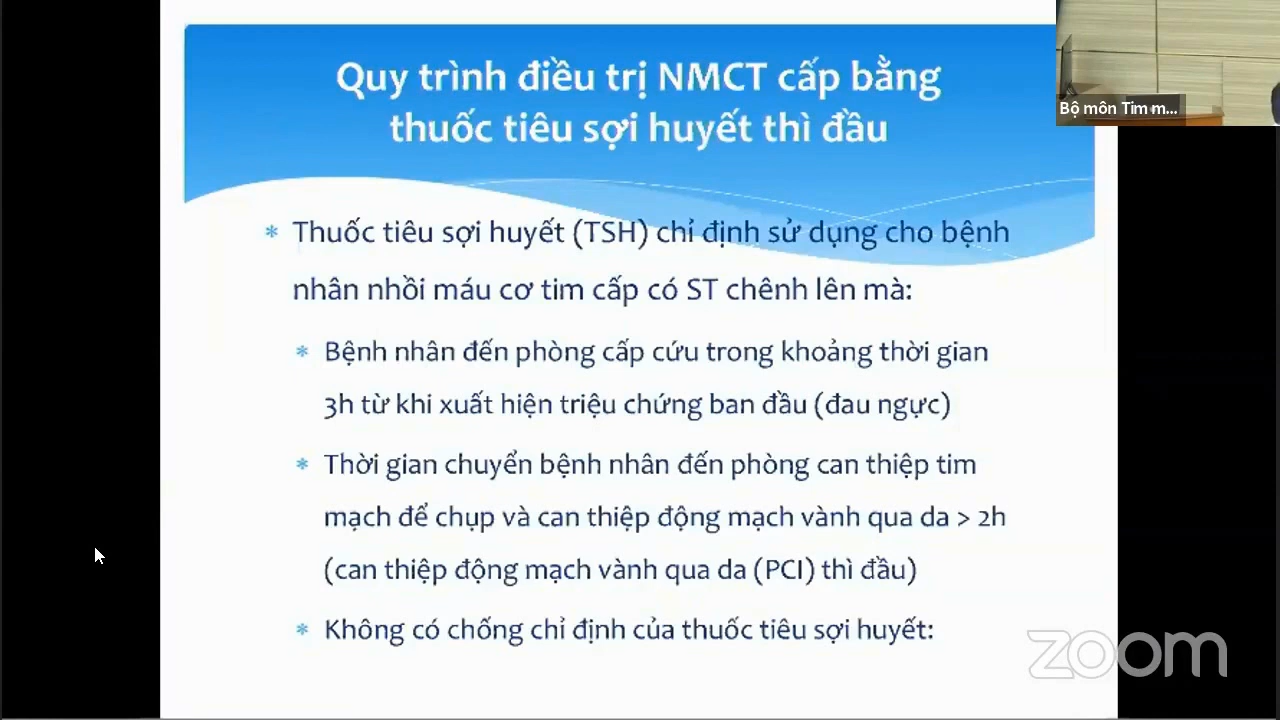 Quy trình điều trị NMCT cấp bằng
thuốc tiêu sợi huyết thì đầu
Bộ môn Tim m...
* Thuốc tiêu sợi huyết (TSH) chỉ định sử dụng cho bệnh
nhân nhồi máu cơ tim cấp có ST chênh lên mà:
* Bệnh nhân đến phòng cấp cứu trong khoảng thời gian
3h từ khi xuất hiện triệu chứng ban đầu (đau ngực)
* Thời gian chuyển bệnh nhân đến phòng can thiệp tim
mạch để chụp và can thiệp động mạch vành qua da > 2h
(can thiệp động mạch vành qua da (PCI) thì đầu)
* Không có chống chỉ định của thuốc tiêu sợi huyết:
zoom